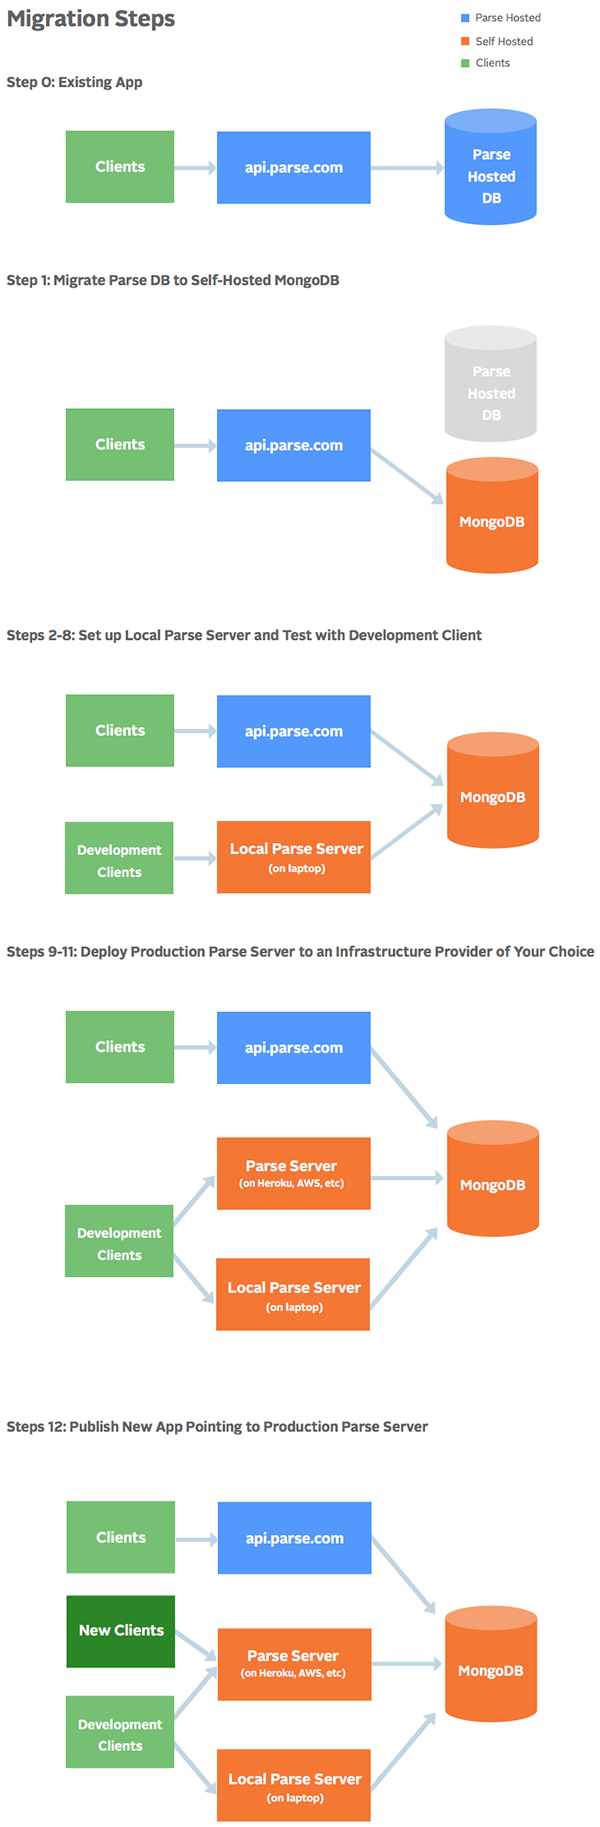 Migration Steps
Parse Hosted
Self Hosted
Clients
Step 0: Existing App
Clients
api.parse.com
Parse
Hosted
DB
Step 1: Migrate Parse DB to Self-Hosted MongoDB
Parse
Hosted
DB
Clients
api.parse.com
MongoDB
Steps 2-8: Set up Local Parse Server and Test with Development Client
Clients
api.parse.com
MongoDB
Development
Clients
Local Parse Server
(on laptop)
Steps 9-11: Deploy Production Parse Server to an Infrastructure Provider of Your Choice
Clients
api.parse.com
Parse Server
(on Heroku, AWS, etc)
MongoDB
Development
Clients
Local Parse Server
(on laptop)
Steps 12: Publish New App Pointing to Production Parse Server
Clients
api.parse.com
New Clients
Parse Server
(on Heroku, AWS, etc)
MongoDB
Development
Clients
Local Parse Server
(on laptop)